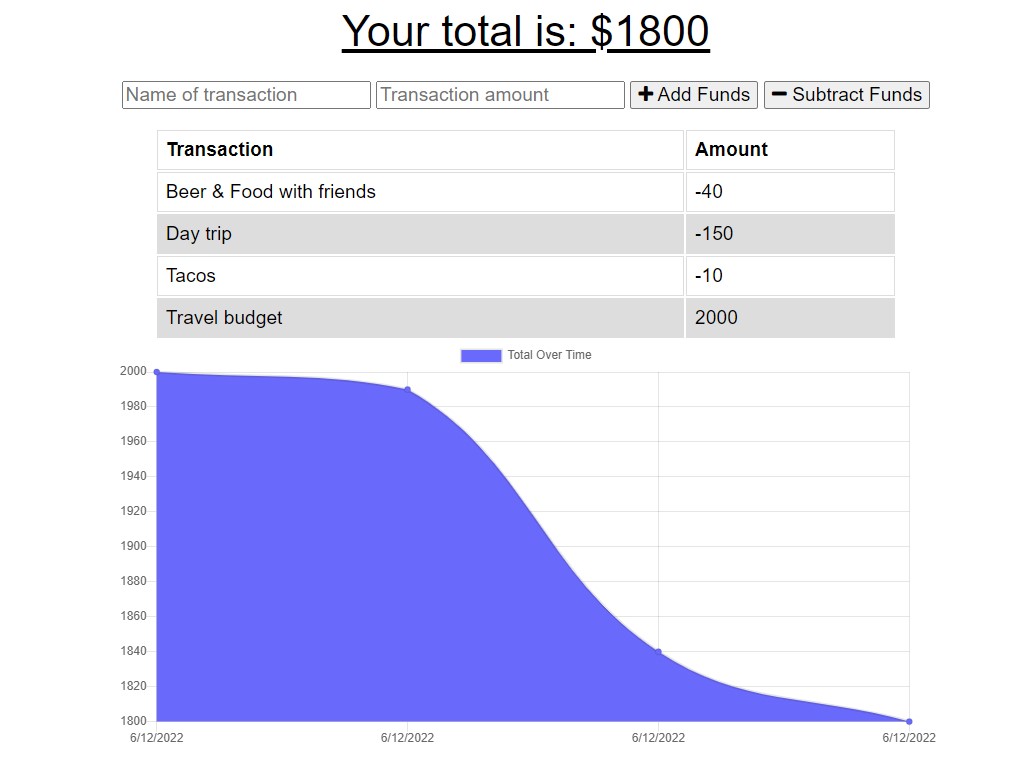 Your total is: $1800
Name of transaction Transaction amount Add Funds Subtract Funds
Transaction Amount
Beer & Food with friends -40
Day trip -150
Tacos -10
Travel budget 2000
Total Over Time
2000
1980
1960
1940
1920
1900
1880
1860
1840
1820
1800
6/12/2022 6/12/2022 6/12/2022 6/12/2022